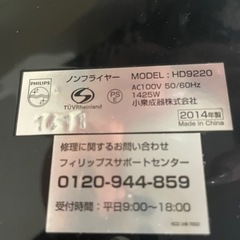 PHILIPS
TÜVRheinland
PSE
ノンフライヤー MODEL: HD9220
AC100V 50/60Hz
1425W
小泉成器株式会社
2014年製
Made in China
修理に関するお問い合わせ
フィリップスサポートセンター
0120-944-859
受付時間：平日9:00〜18:00